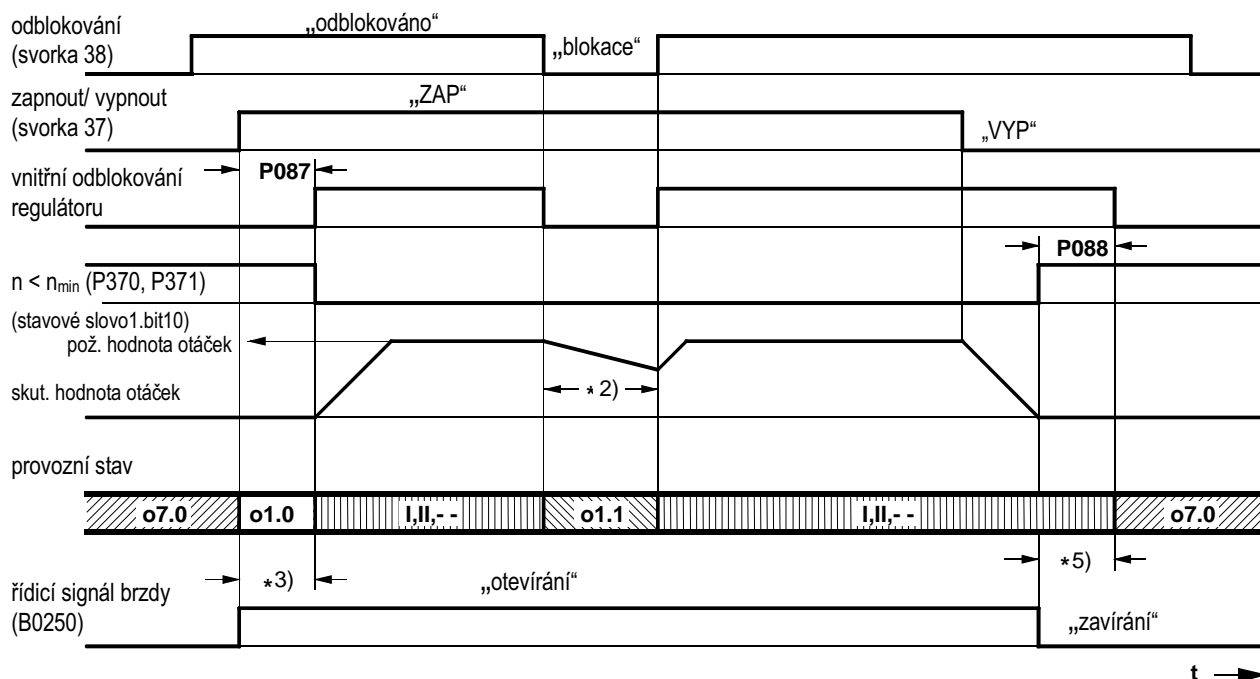 odblokování
(svorka 38)
„odblokováno“
„blokace“
zapnout/ vypnout
(svorka 37)
„ZAP“
„VYP“
P087
vnitřní odblokování
regulátoru
P088
n < nmin (P370, P371)
(stavové slovo1.bit10)
pož. hodnota otáček
skut. hodnota otáček
* 2)
provozní stav
o7.0
o1.0
I,II,- -
o1.1
I,II,- -
o7.0
*3)
*5)
řídicí signál brzdy
(B0250)
„otevírání“
„zavírání“
t